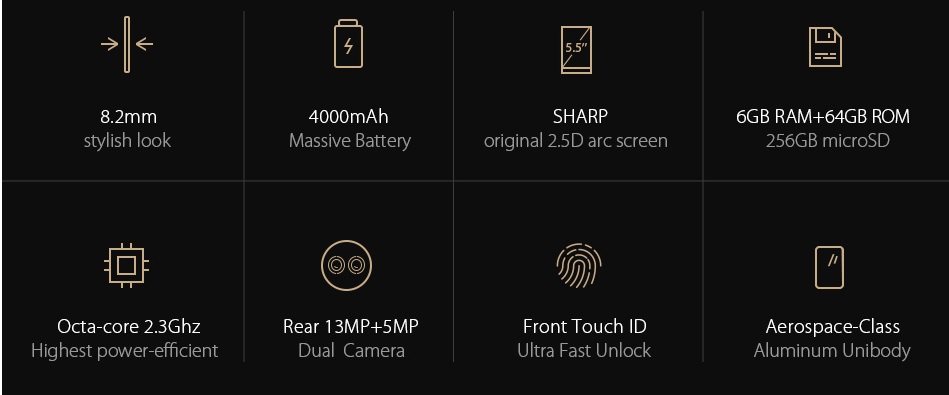 8.2mm
stylish look
4000mAh
Massive Battery
5.5"
SHARP
original 2.5D arc screen
6GB RAM+64GB ROM
256GB microSD
Octa-core 2.3Ghz
Highest power-efficient
Rear 13MP+5MP
Dual Camera
Front Touch ID
Ultra Fast Unlock
Aerospace-Class
Aluminum Unibody